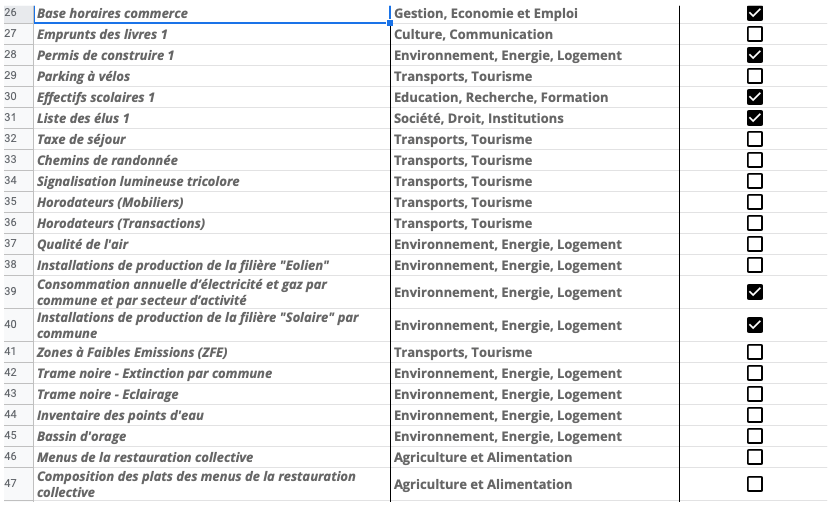 26 Base horaires commerce Gestion, Economie et Emploi
27 Emprunts des livres 1 Culture, Communication
28 Permis de construire 1 Environnement, Energie, Logement
29 Parking à vélos Transports, Tourisme
30 Effectifs scolaires 1 Education, Recherche, Formation
31 Liste des élus 1 Société, Droit, Institutions
32 Taxe de séjour Transports, Tourisme
33 Chemins de randonnée Transports, Tourisme
34 Signalisation lumineuse tricolore Transports, Tourisme
35 Horodateurs (Mobiliers) Transports, Tourisme
36 Horodateurs (Transactions) Transports, Tourisme
37 Qualité de l'air Environnement, Energie, Logement
38 Installations de production de la filière "Eolien" Environnement, Energie, Logement
39 Consommation annuelle d'électricité et gaz par
commune et par secteur d'activité Environnement, Energie, Logement
40 Installations de production de la filière "Solaire" par
commune Environnement, Energie, Logement
41 Zones à Faibles Emissions (ZFE) Transports, Tourisme
42 Trame noire - Extinction par commune Environnement, Energie, Logement
43 Trame noire - Eclairage Environnement, Energie, Logement
44 Inventaire des points d'eau Environnement, Energie, Logement
45 Bassin d'orage Environnement, Energie, Logement
46 Menus de la restauration collective Agriculture et Alimentation
47 Composition des plats des menus de la restauration
collective Agriculture et Alimentation